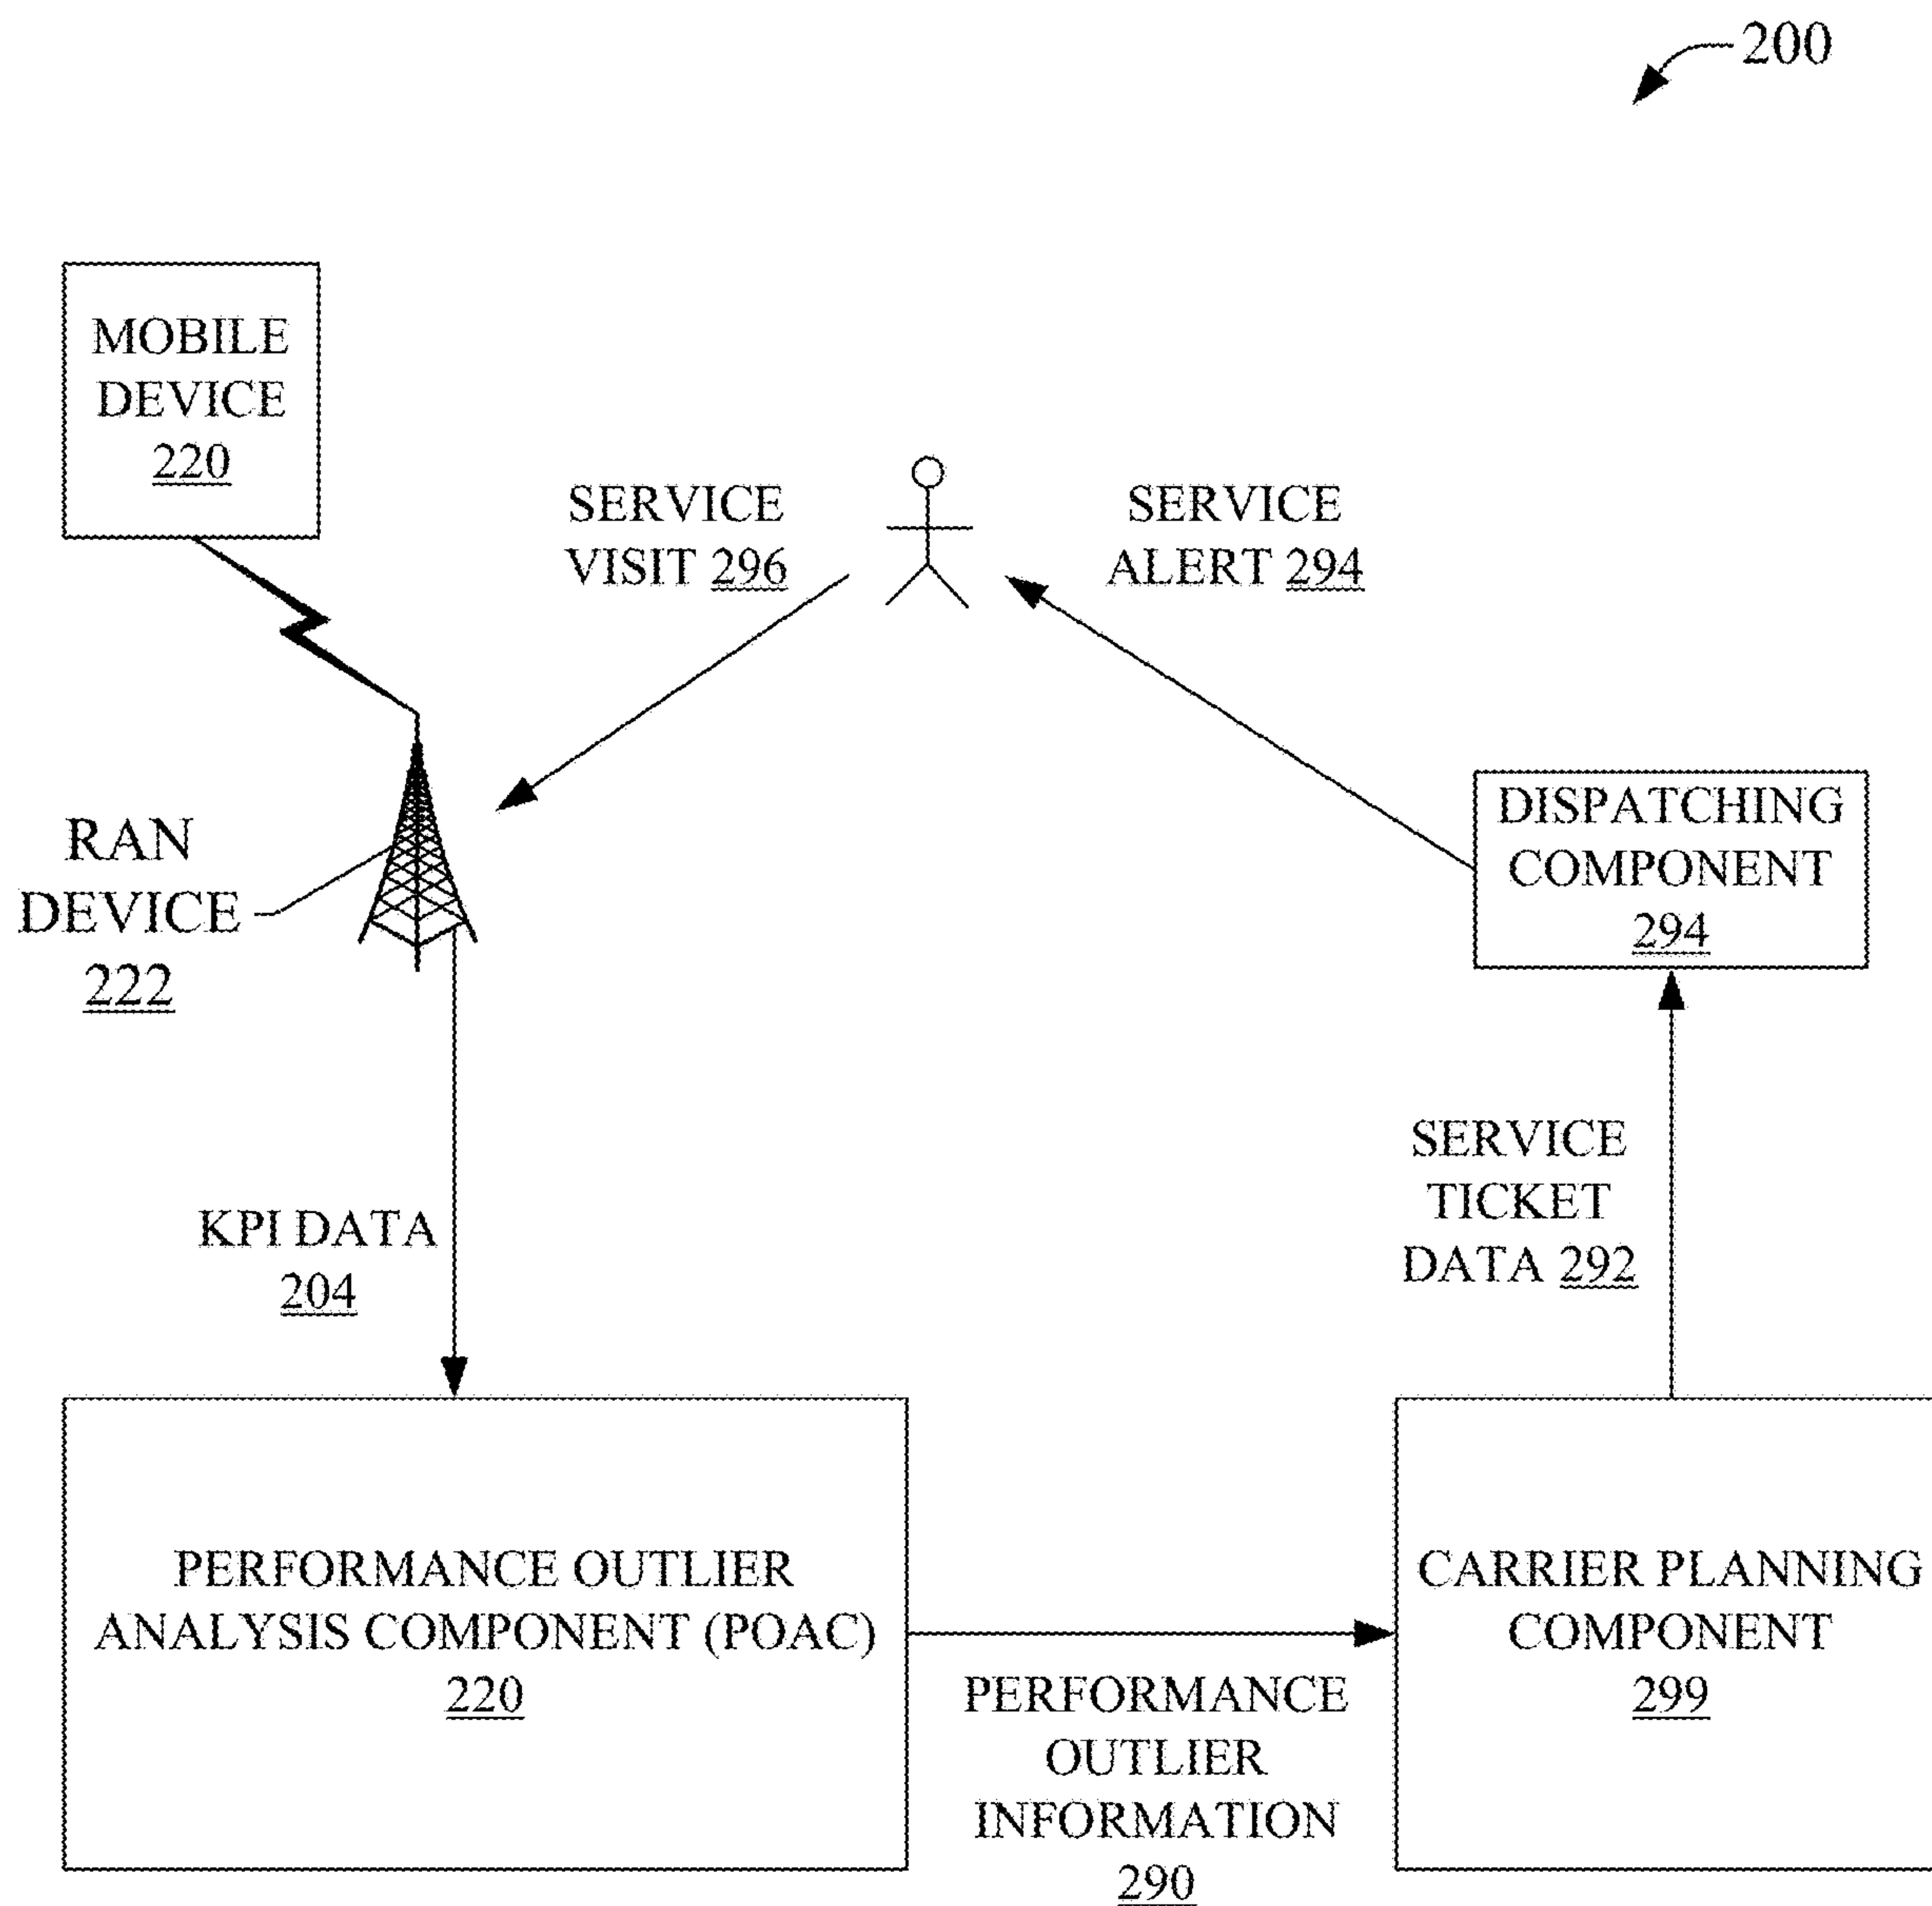 200
MOBILE
DEVICE
220
SERVICE
VISIT 296
SERVICE
ALERT 294
RAN
DEVICE
222
DISPATCHING
COMPONENT
294
KPI DATA
204
SERVICE
TICKET
DATA 292
PERFORMANCE OUTLIER
ANALYSIS COMPONENT (POAC)
220
PERFORMANCE
OUTLIER
INFORMATION
290
CARRIER PLANNING
COMPONENT
299